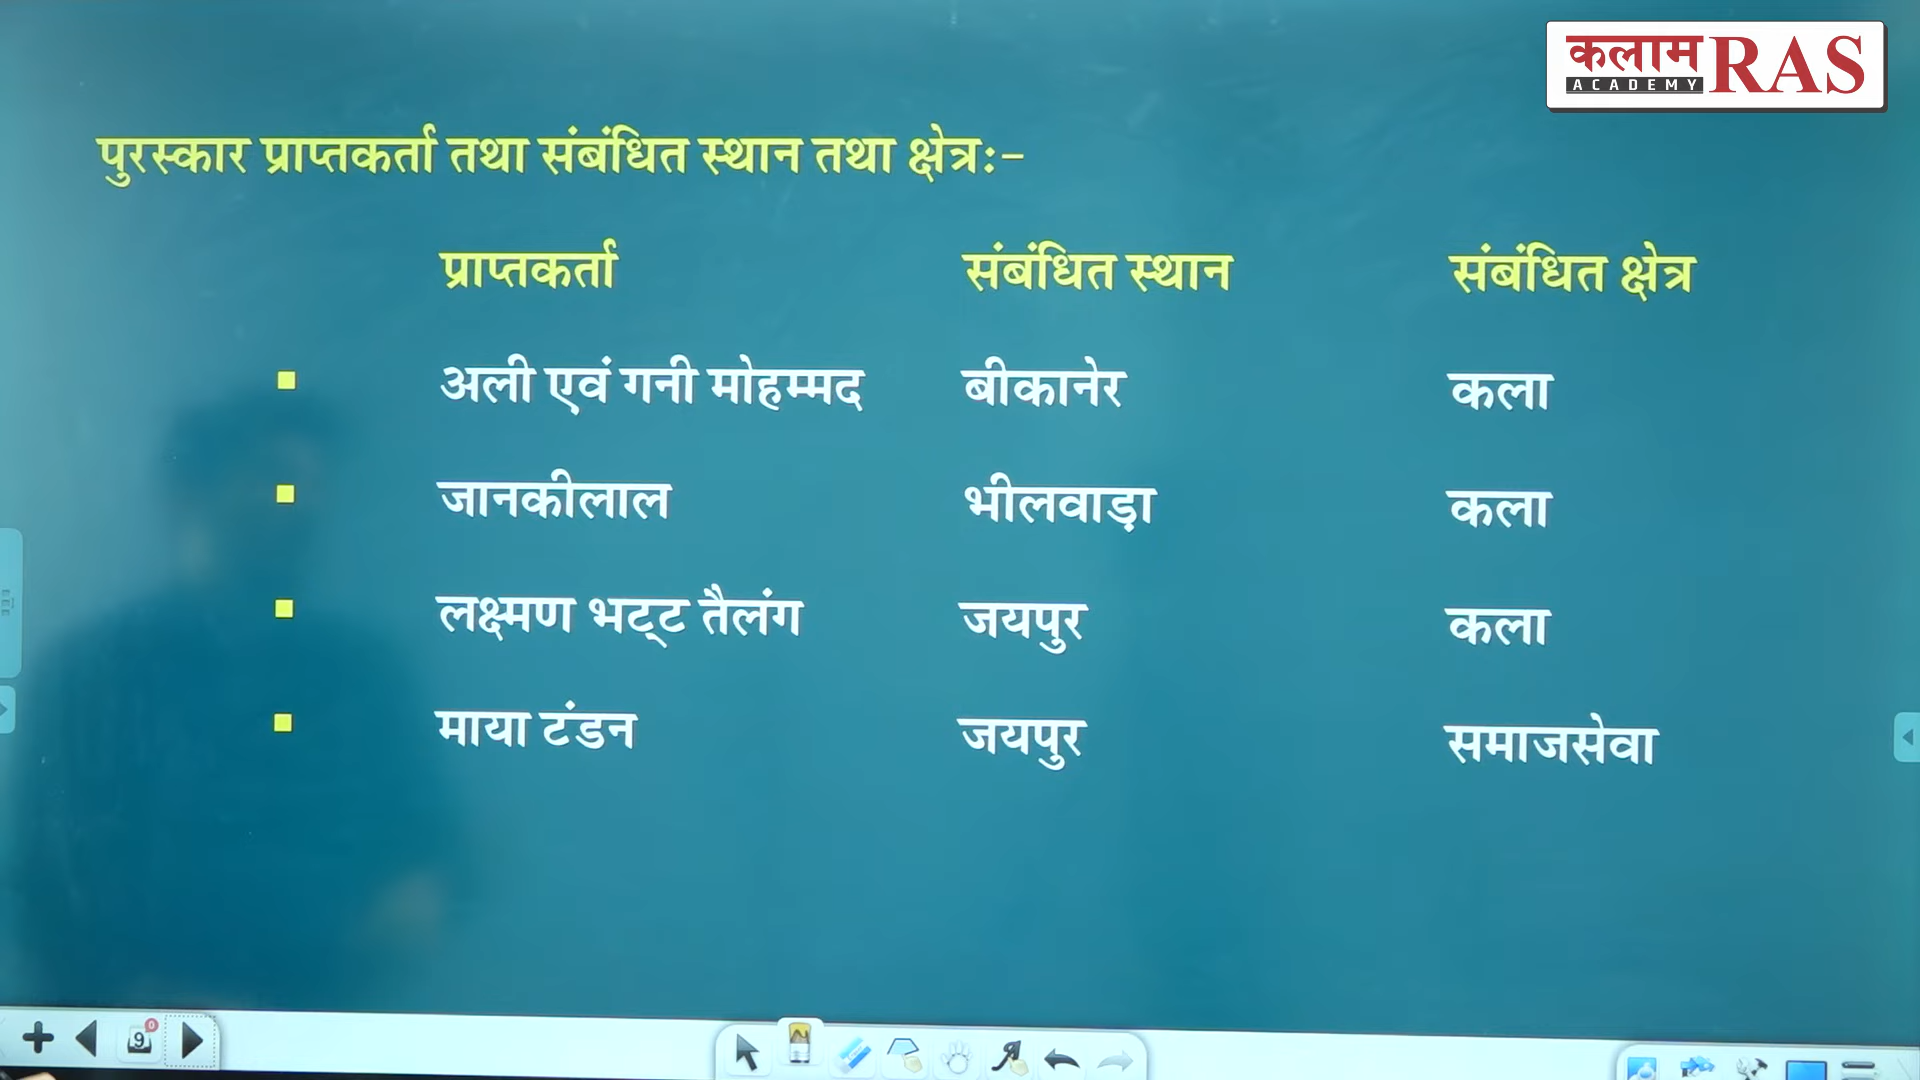 कलाम RAS
ACADEMY
पुरस्कार प्राप्तकर्ता तथा संबंधित स्थान तथा क्षेत्र:-
प्राप्तकर्ता संबंधित स्थान संबंधित क्षेत्र
अली एवं गनी मोहम्मद बीकानेर कला
जानकीलाल भीलवाड़ा कला
लक्ष्मण भट्ट तैलंग जयपुर कला
माया टंडन जयपुर समाजसेवा
9 0